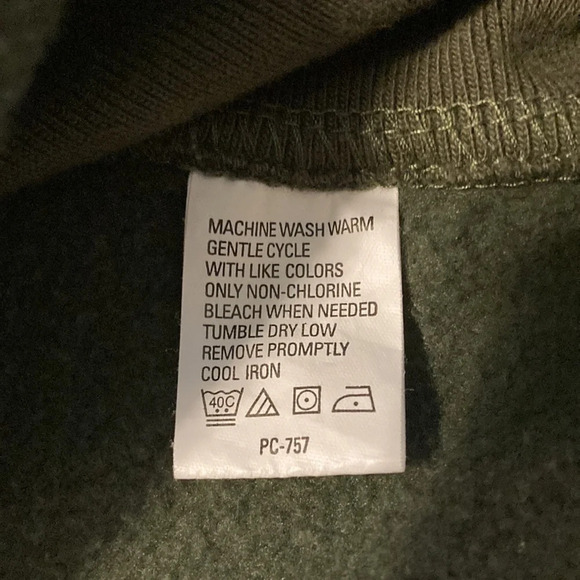 MACHINE WASH WARM
GENTLE CYCLE
WITH LIKE COLORS
ONLY NON-CHLORINE
BLEACH WHEN NEEDED
TUMBLE DRY LOW
REMOVE PROMPTLY
COOL IRON
40C
PC-757